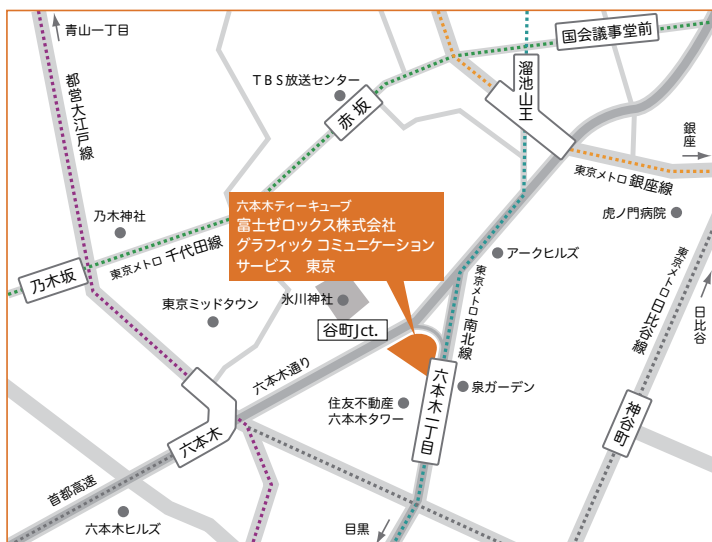 青山一丁目
国会議事堂前
都営大江戸線
TBS放送センター
溜池山王
赤坂
銀座
東京メトロ 銀座線
六本木ティーキューブ
富士ゼロックス株式会社
グラフィック コミュニケーション
サービス 東京
乃木神社
虎ノ門病院
東京メトロ 千代田線
アークヒルズ
乃木坂
東京メトロ 日比谷線
日比谷
東京メトロ 南北線
東京ミッドタウン
氷川神社
谷町Jct.
六本木通り
六本木一丁目
泉ガーデン
住友不動産
六本木タワー
神谷町
六本木
首都高速
六本木ヒルズ
目黒